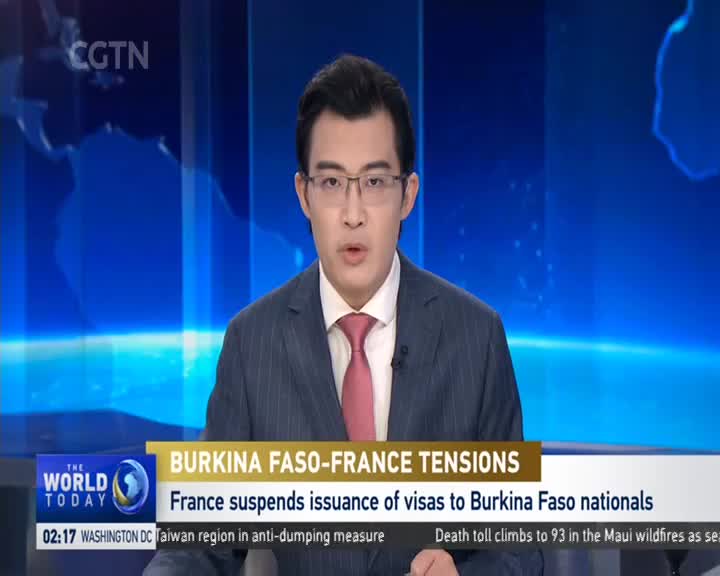 CGTN
BURKINA FASO-FRANCE TENSIONS
THE
WORLD
TODAY
France suspends issuance of visas to Burkina Faso nationals
02:17 WASHINGTON DC Taiwan region in anti-dumping measure Death toll climbs to 93 in the Maui wildfires as